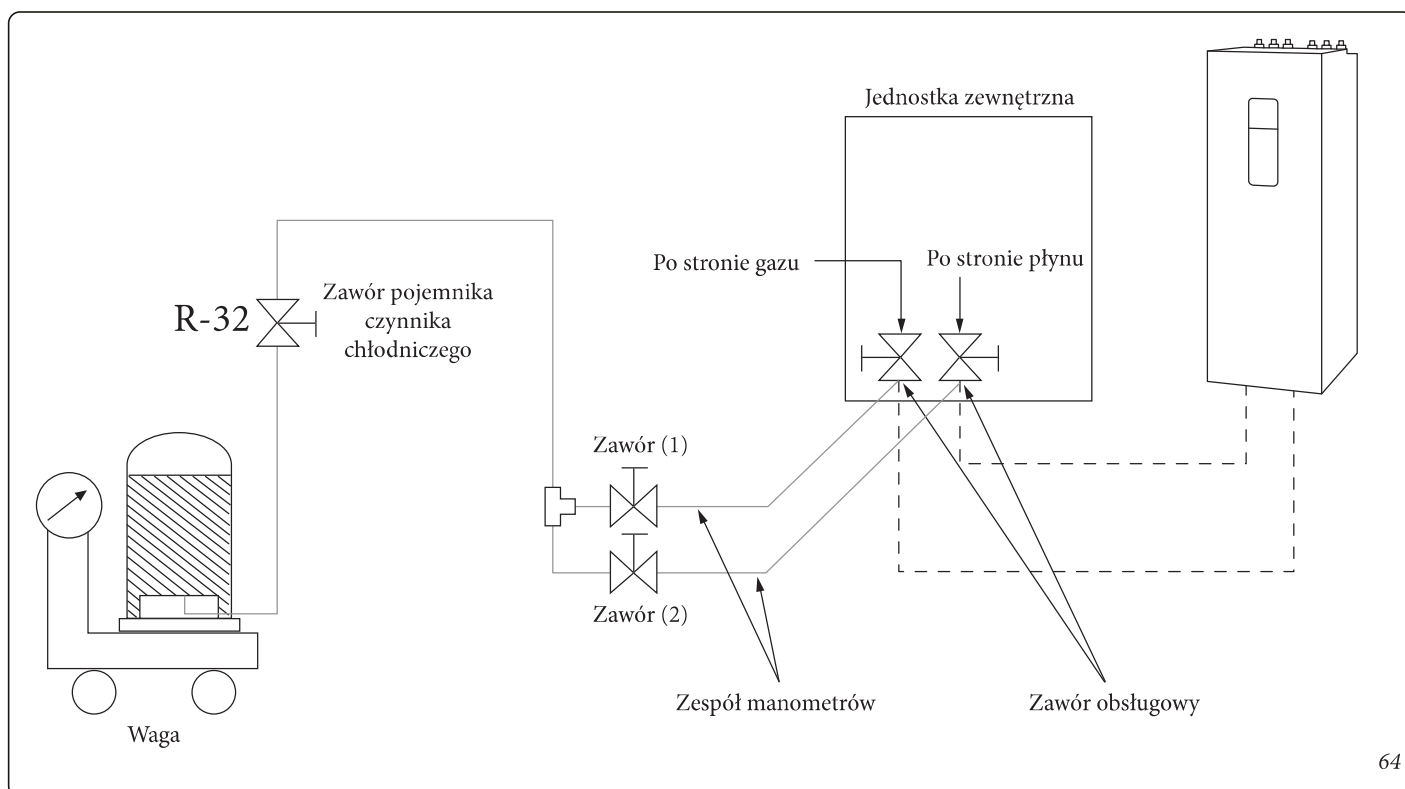 Jednostka zewnętrzna
Po stronie gazu
Po stronie płynu
R-32
Zawór pojemnika
czynnika
chłodniczego
Zawór (1)
Zawór (2)
Zespół manometrów
Zawór obsługowy
Waga
64